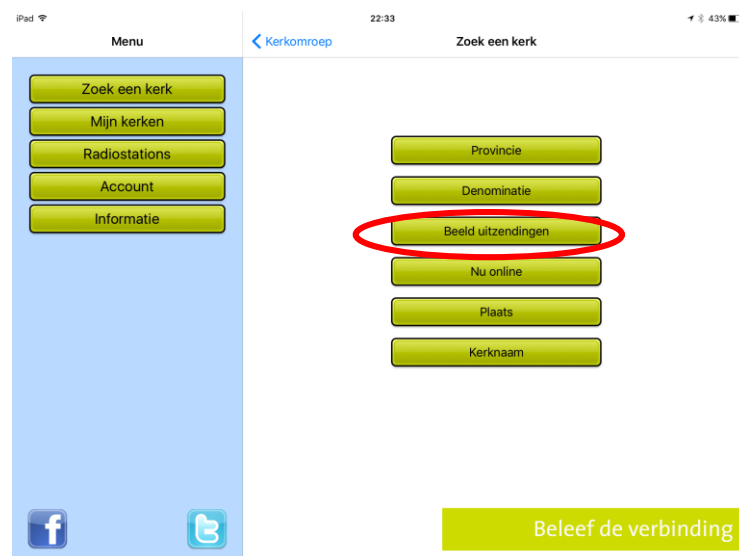 iPad 22:33 43%
Menu
Kerkomroep
Zoek een kerk
Zoek een kerk
Mijn kerken
Radiostations
Account
Informatie
Provincie
Denominatie
Beeld uitzendingen
Nu online
Plaats
Kerknaam
f
Beleef de verbinding